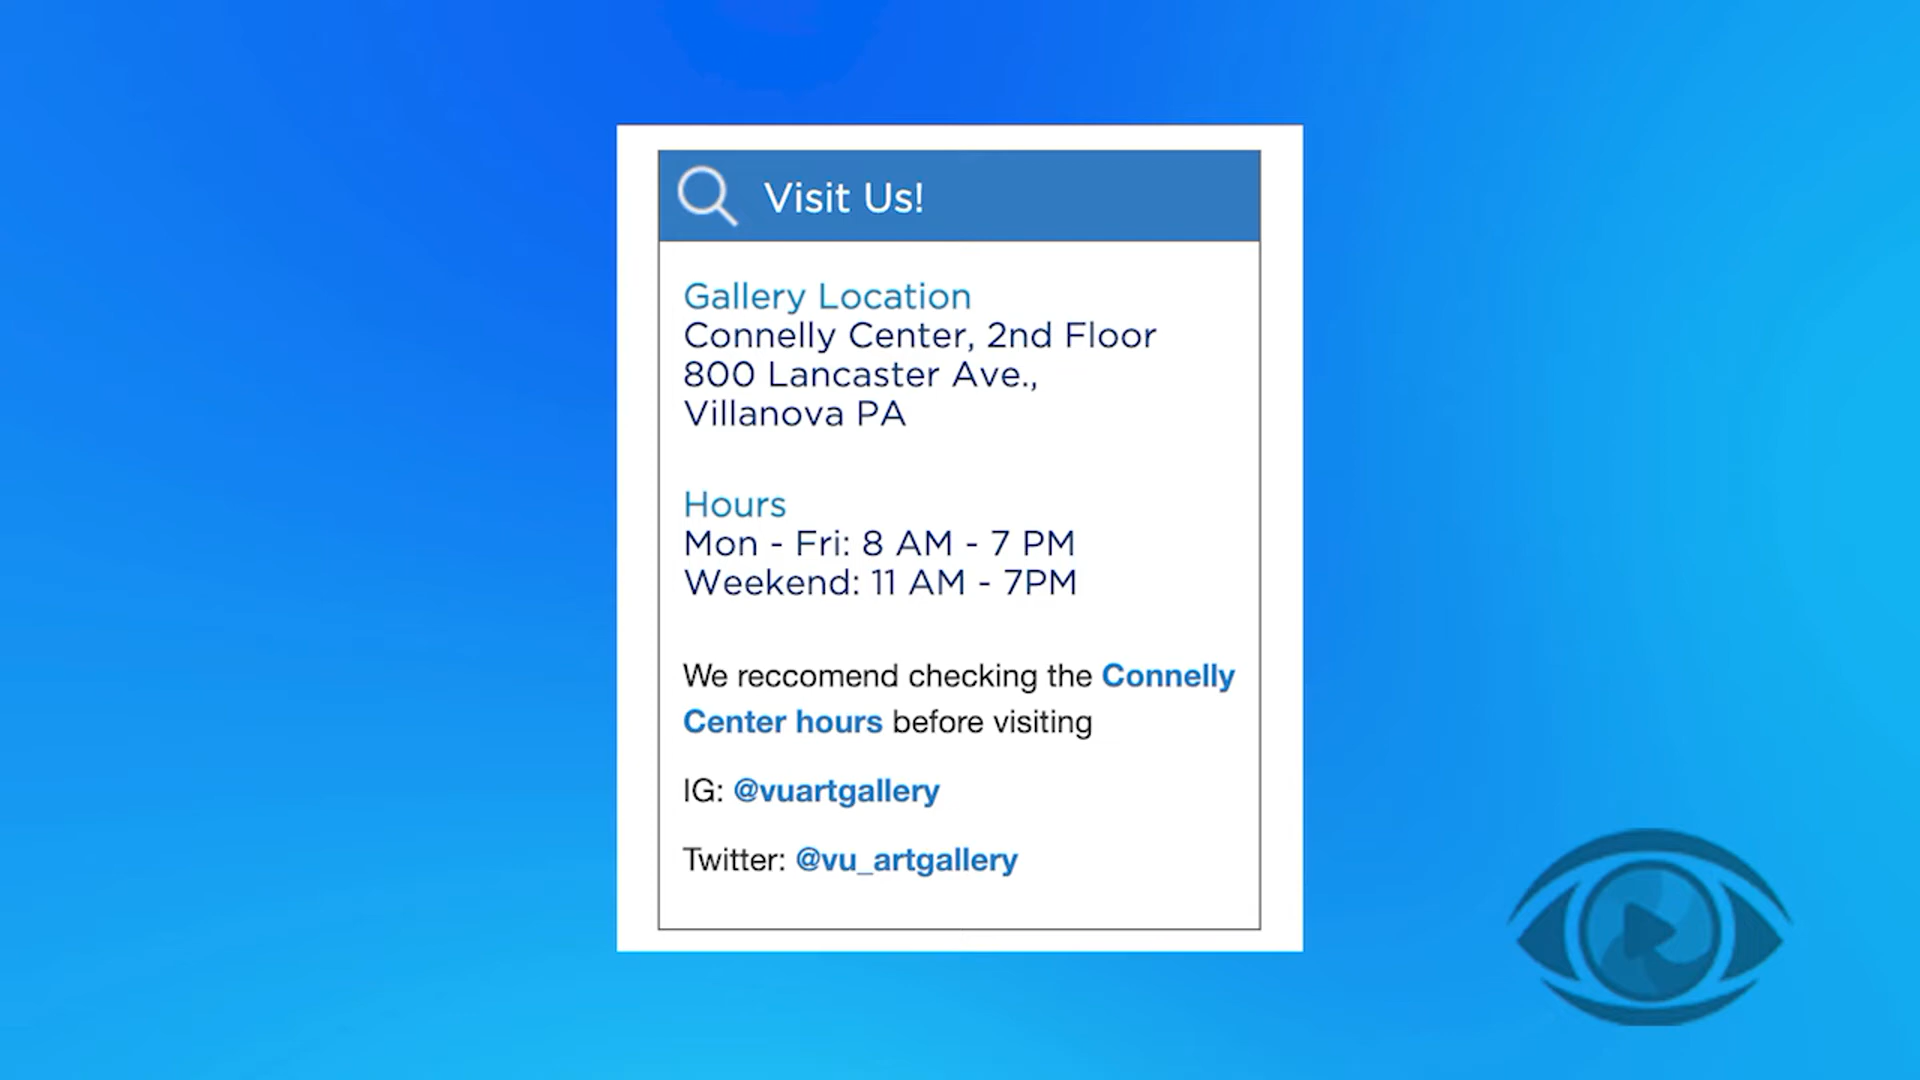 Visit Us!
Gallery Location
Connelly Center, 2nd Floor
800 Lancaster Ave.,
Villanova PA
Hours
Mon - Fri: 8 AM - 7 PM
Weekend: 11 AM - 7PM
We reccomend checking the Connelly
Center hours before visiting
IG: @vuartgallery
Twitter: @vu_artgallery